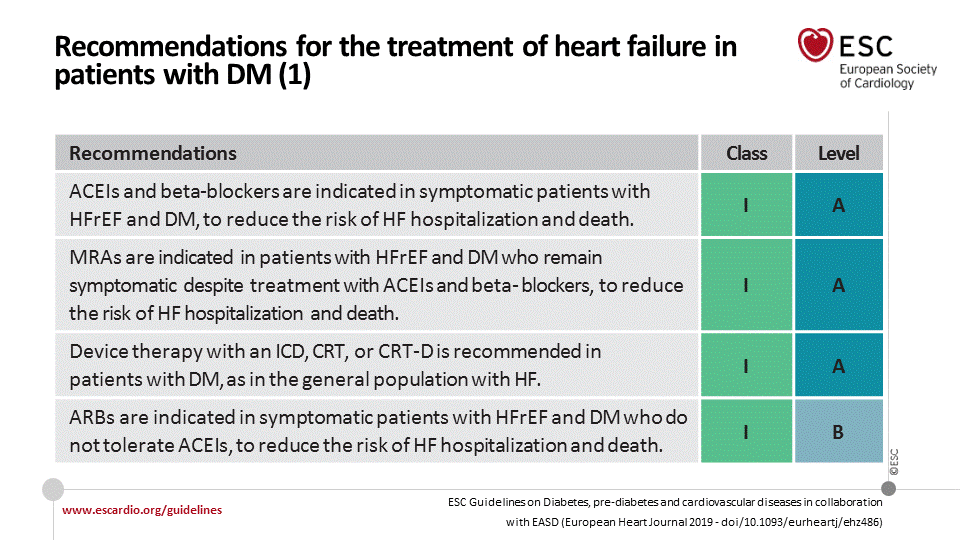 Recommendations for the treatment of heart failure in
patients with DM (1)
ESC
European Society
of Cardiology
Recommendations Class Level
ACEIs and beta-blockers are indicated in symptomatic patients with
HFrEF and DM, to reduce the risk of HF hospitalization and death.
I A
MRAs are indicated in patients with HFrEF and DM who remain
symptomatic despite treatment with ACEIs and beta- blockers, to reduce
the risk of HF hospitalization and death.
I A
Device therapy with an ICD, CRT, or CRT-D is recommended in
patients with DM, as in the general population with HF.
I A
ARBs are indicated in symptomatic patients with HFrEF and DM who do
not tolerate ACEIs, to reduce the risk of HF hospitalization and death.
I B
©ESC
www.escardio.org/guidelines
ESC Guidelines on Diabetes, pre-diabetes and cardiovascular diseases in collaboration
with EASD (European Heart Journal 2019 - doi/10.1093/eurheartj/ehz486)